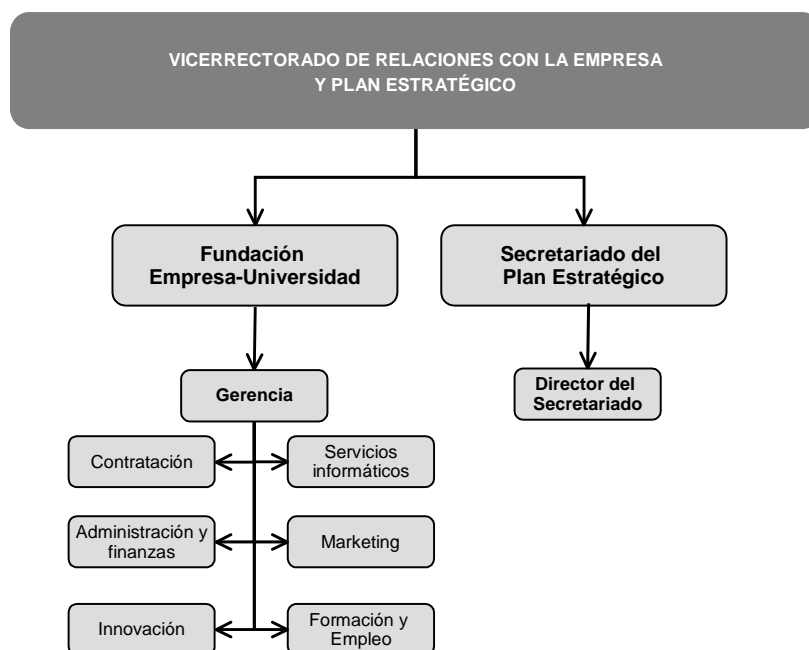 VICERRECTORADO DE RELACIONES CON LA EMPRESA
Y PLAN ESTRATÉGICO
Fundación
Empresa-Universidad
Secretariado del
Plan Estratégico
Gerencia
Director del
Secretariado
Contratación
Servicios
informáticos
Administración y
finanzas
Marketing
Innovación
Formación y
Empleo